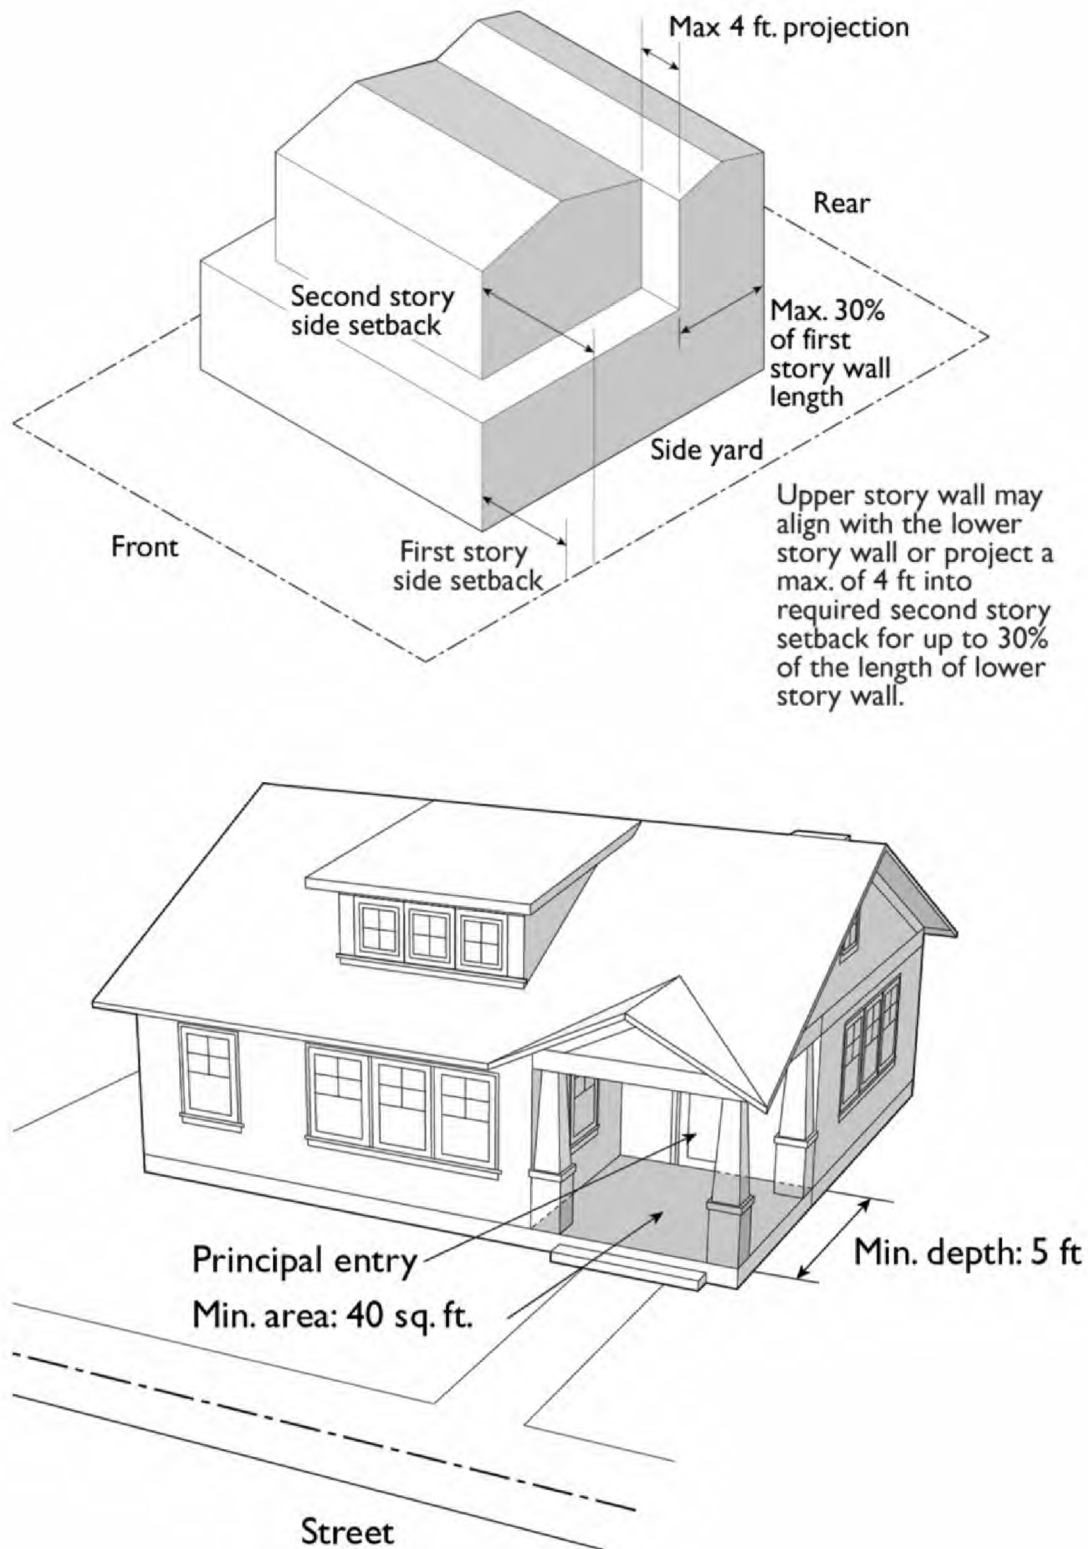 Max 4 ft. projection
Rear
Second story
side setback
Max. 30%
of first
story wall
length
Side yard
Front
First story
side setback
Upper story wall may
align with the lower
story wall or project a
max. of 4 ft into
required second story
setback for up to 30%
of the length of lower
story wall.
Principal entry
Min. depth: 5 ft
Min. area: 40 sq. ft.
Street